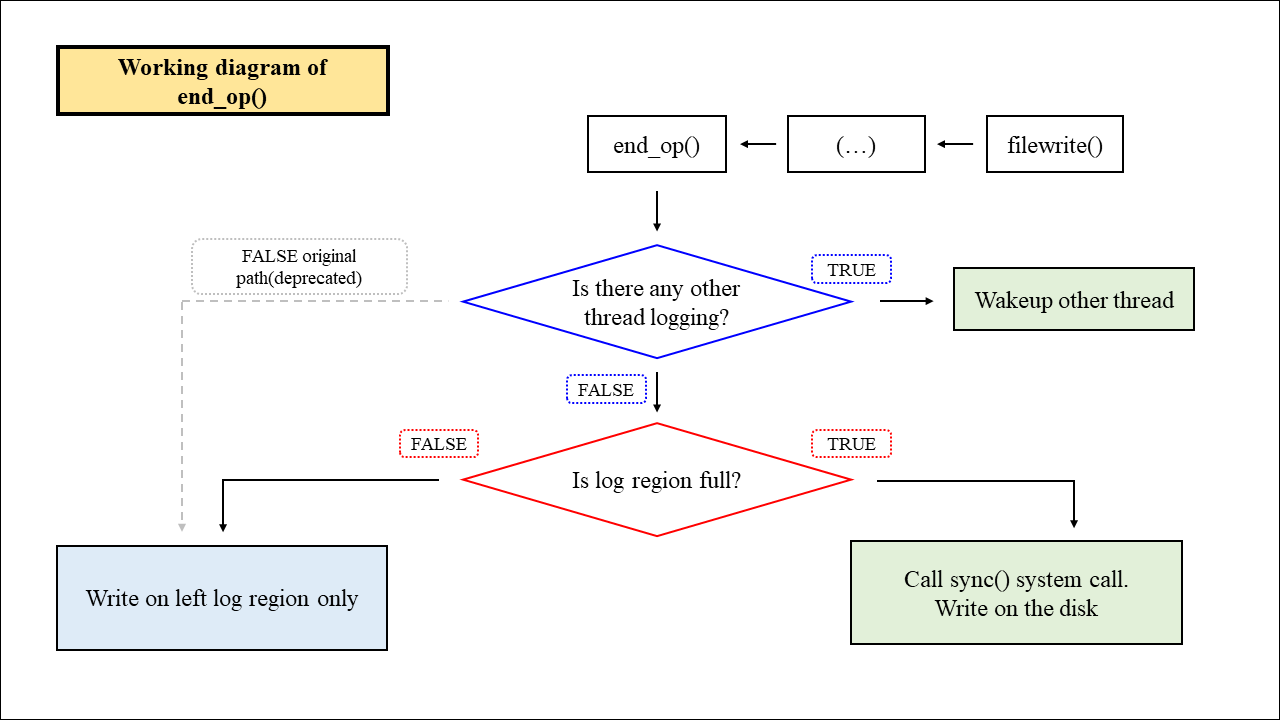 Working diagram of
end_op()
end_op()
(…)
filewrite()
FALSE original
path(deprecated)
TRUE
Is there any other
thread logging?
Wakeup other thread
FALSE
FALSE
TRUE
Is log region full?
Write on left log region only
Call sync() system call.
Write on the disk